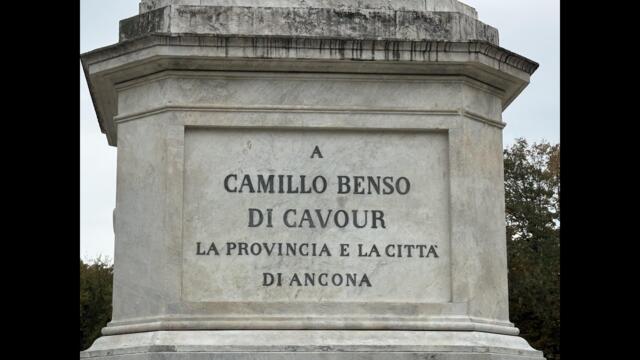 A
CAMILLO BENSO
DI CAVOUR
LA PROVINCIA E LA CITTÀ
DI ANCONA